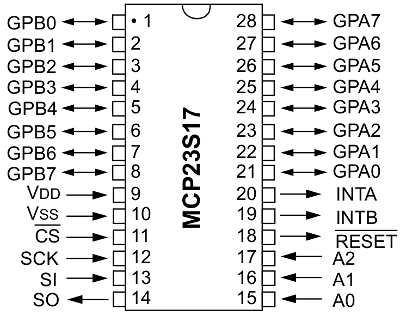 GPB0 1 28 GPA7
GPB1 2 27 GPA6
GPB2 3 26 GPA5
GPB3 4 25 GPA4
GPB4 5 24 GPA3
GPB5 6 23 GPA2
GPB6 7 22 GPA1
GPB7 8 21 GPA0
VDD 9 20 INTA
VSS 10 19 INTB
CS 11 18 RESET
SCK 12 17 A2
SI 13 16 A1
SO 14 15 A0
MCP23S17